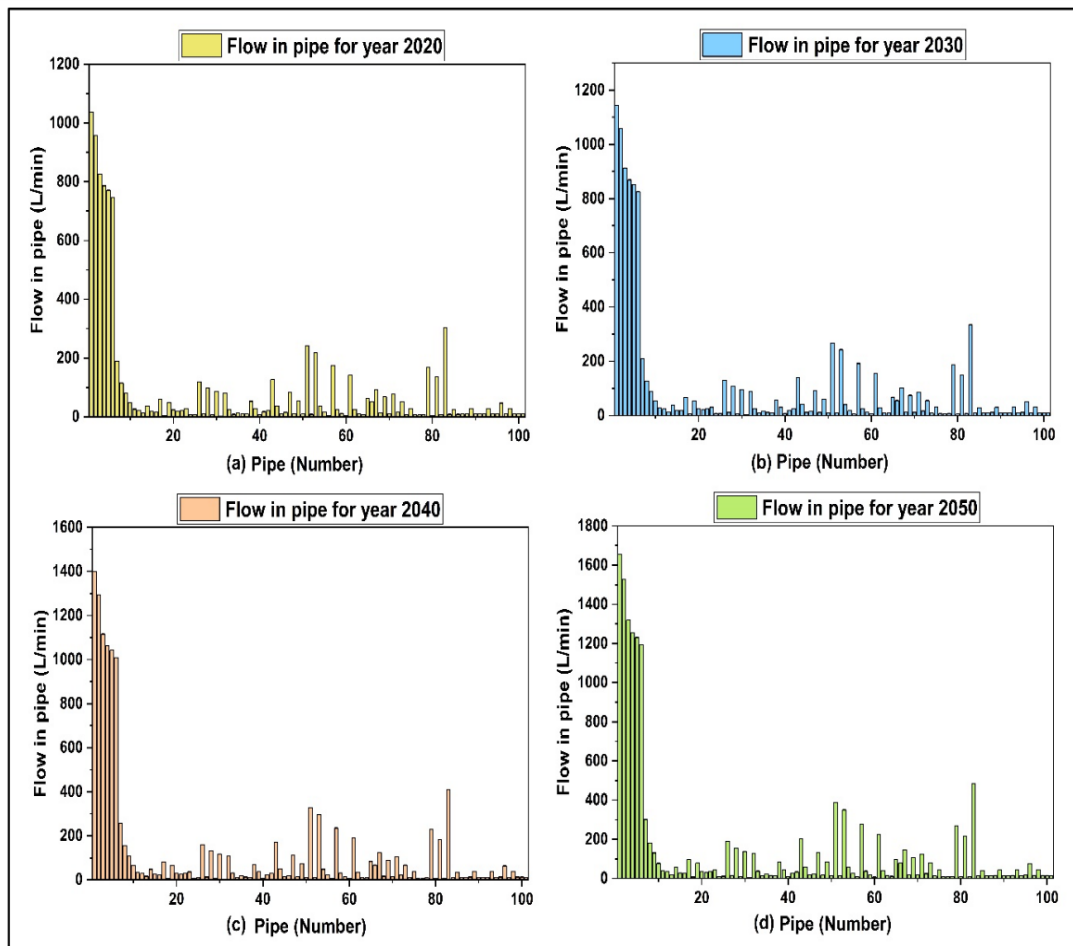 Flow in pipe for year 2020
1200
1000
800
600
400
200
0
Flow in pipe (L/min)
20 40 60 80 100
(a) Pipe (Number)
Flow in pipe for year 2030
1200
1000
800
600
400
200
0
Flow in pipe (L/min)
20 40 60 80 100
(b) Pipe (Number)
Flow in pipe for year 2040
1600
1400
1200
1000
800
600
400
200
0
Flow in pipe (L/min)
20 40 60 80 100
(c) Pipe (Number)
Flow in pipe for year 2050
1800
1600
1400
1200
1000
800
600
400
200
0
Flow in pipe (L/min)
20 40 60 80 100
(d) Pipe (Number)